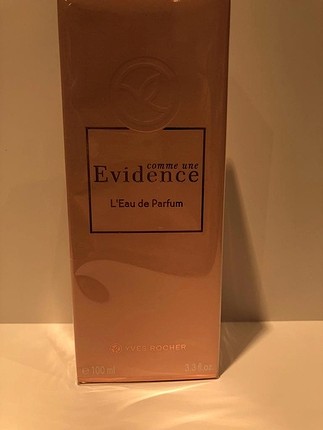 comme une
Evidence
L'Eau de Parfum
YVES ROCHER
℮ 100 ml 3.3 fl.oz